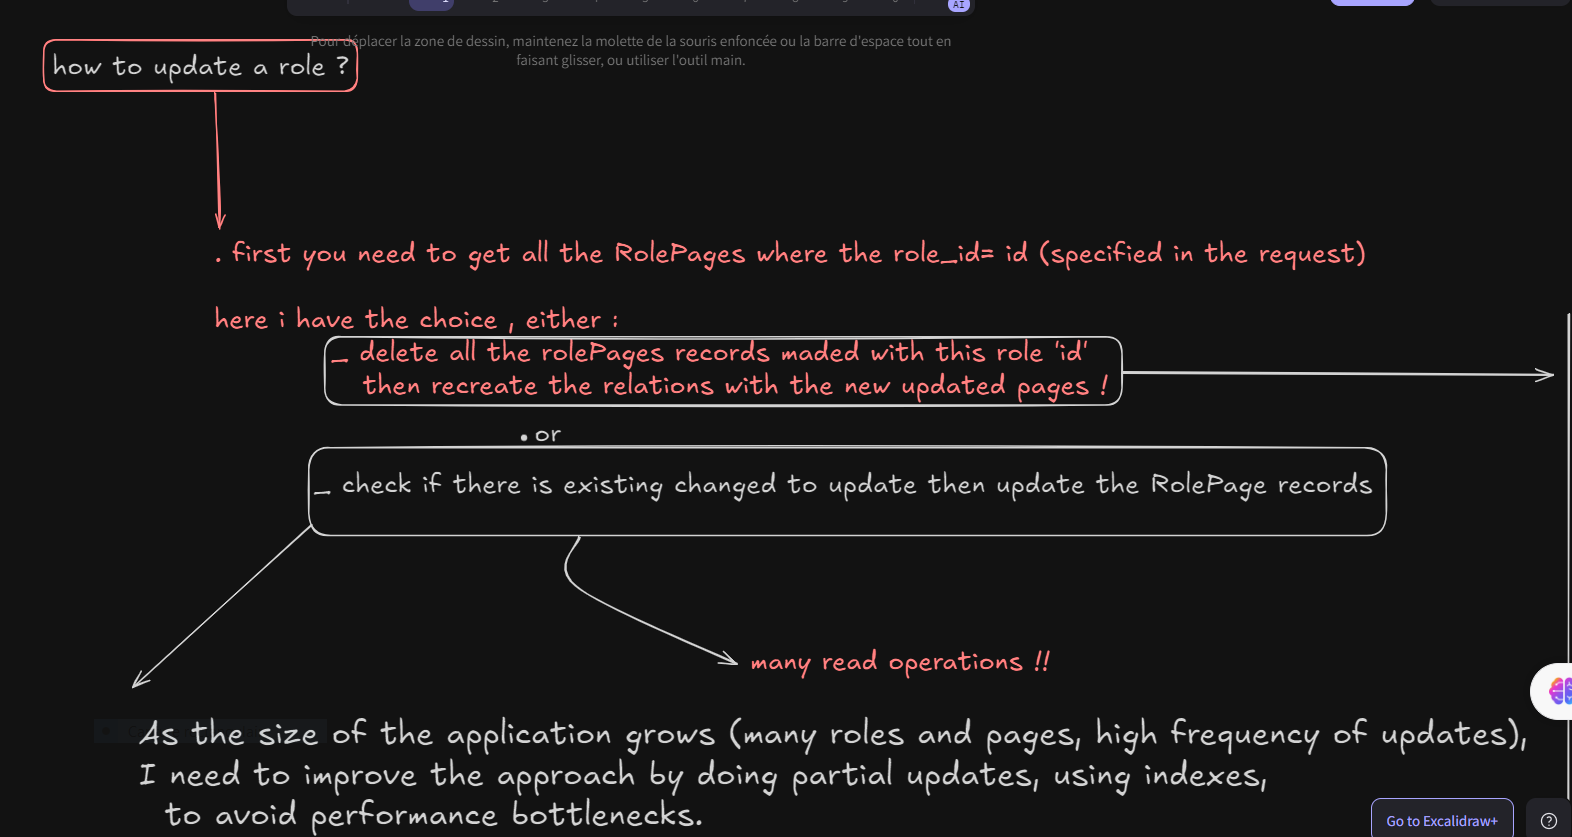 AI
Pour déplacer la zone de dessin, maintenez la molette de la souris enfoncée ou la barre d'espace tout en
faisant glisser, ou utiliser l'outil main.
how to update a role ?
. first you need to get all the RolePages where the role_id= id (specified in the request)
here i have the choice , either :
_ delete all the rolePages records maded with this role 'id'
then recreate the relations with the new updated pages !
. or
_ check if there is existing changed to update then update the RolePage records
many read operations !!
As the size of the application grows (many roles and pages, high frequency of updates),
I need to improve the approach by doing partial updates, using indexes,
to avoid performance bottlenecks.
Go to Excalidraw+